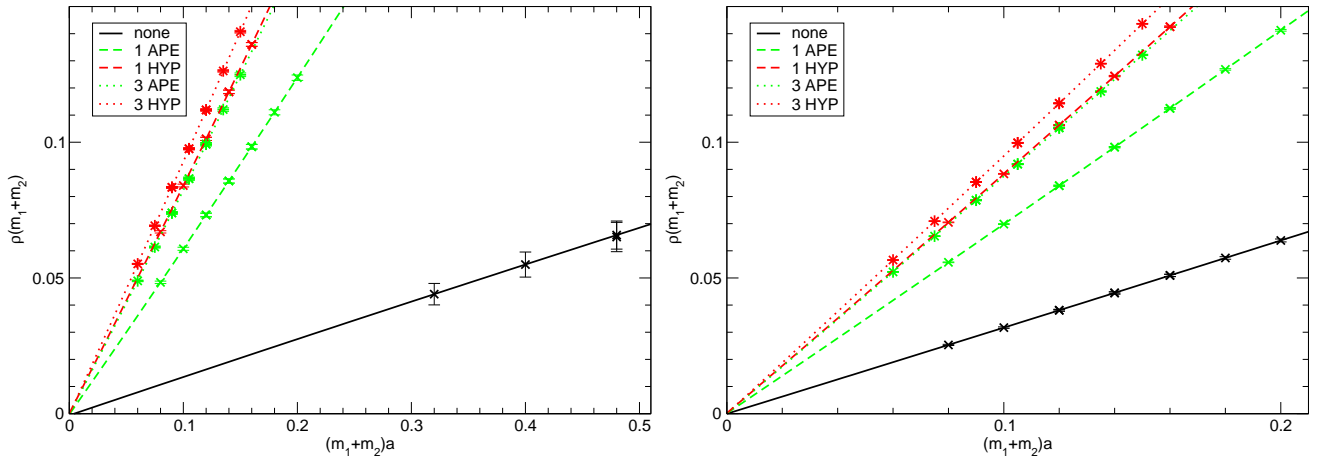 none
1 APE
1 HYP
3 APE
3 HYP
0.1
0.05
0
ρ(m₁+m₂)
0 0.1 0.2 0.3 0.4 0.5
(m₁+m₂)a
none
1 APE
1 HYP
3 APE
3 HYP
0.1
0.05
0
ρ(m₁+m₂)
0 0.1 0.2
(m₁+m₂)a